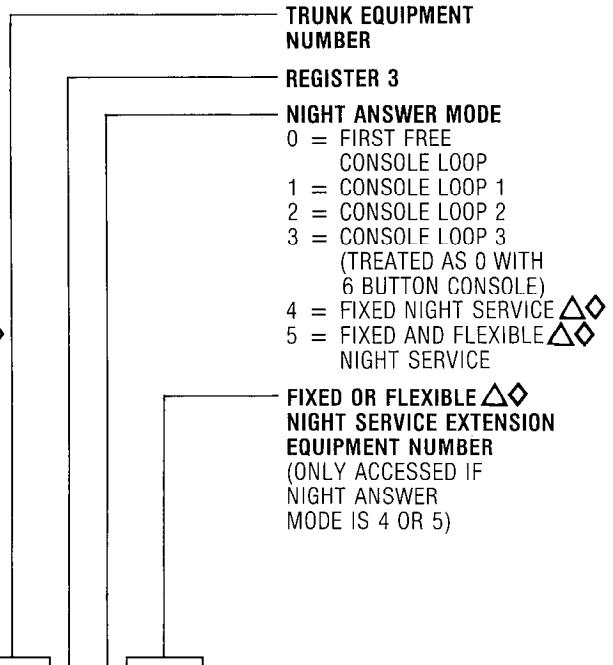 TRUNK EQUIPMENT
NUMBER
REGISTER 3
NIGHT ANSWER MODE
0 = FIRST FREE
CONSOLE LOOP
1 = CONSOLE LOOP 1
2 = CONSOLE LOOP 2
3 = CONSOLE LOOP 3
(TREATED AS 0 WITH
6 BUTTON CONSOLE)
4 = FIXED NIGHT SERVICE △◇
5 = FIXED AND FLEXIBLE △◇
NIGHT SERVICE
FIXED OR FLEXIBLE △◇
NIGHT SERVICE EXTENSION
EQUIPMENT NUMBER
(ONLY ACCESSED IF
NIGHT ANSWER
MODE IS 4 OR 5)